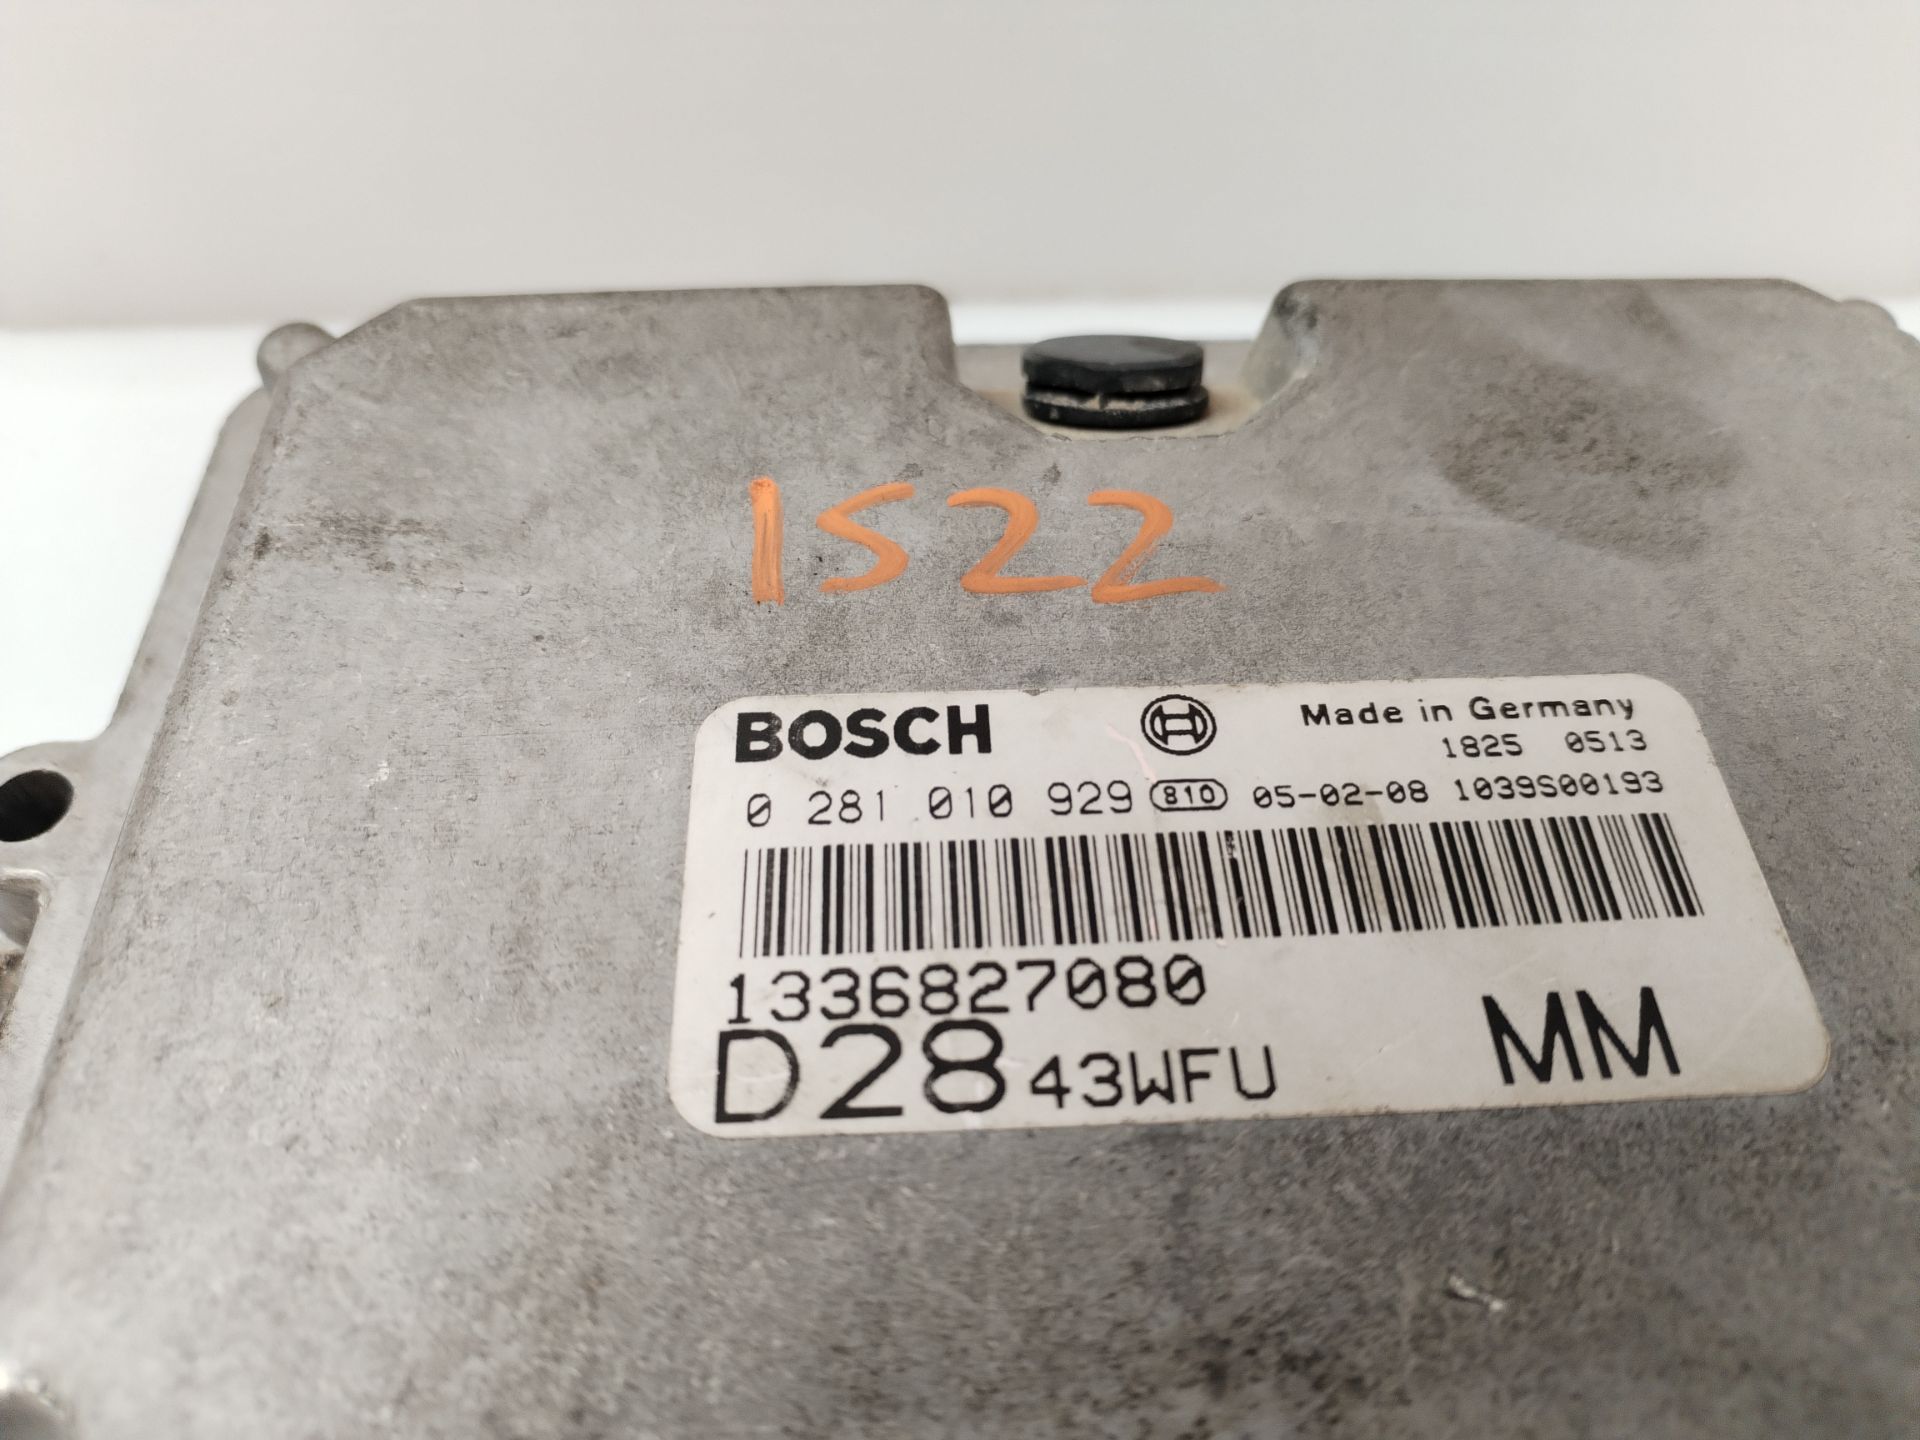 1522
BOSCH Made in Germany
1825 0513
0 281 010 929 810 05-02-08 1039S00193
1336827080
D28 43WFU MM